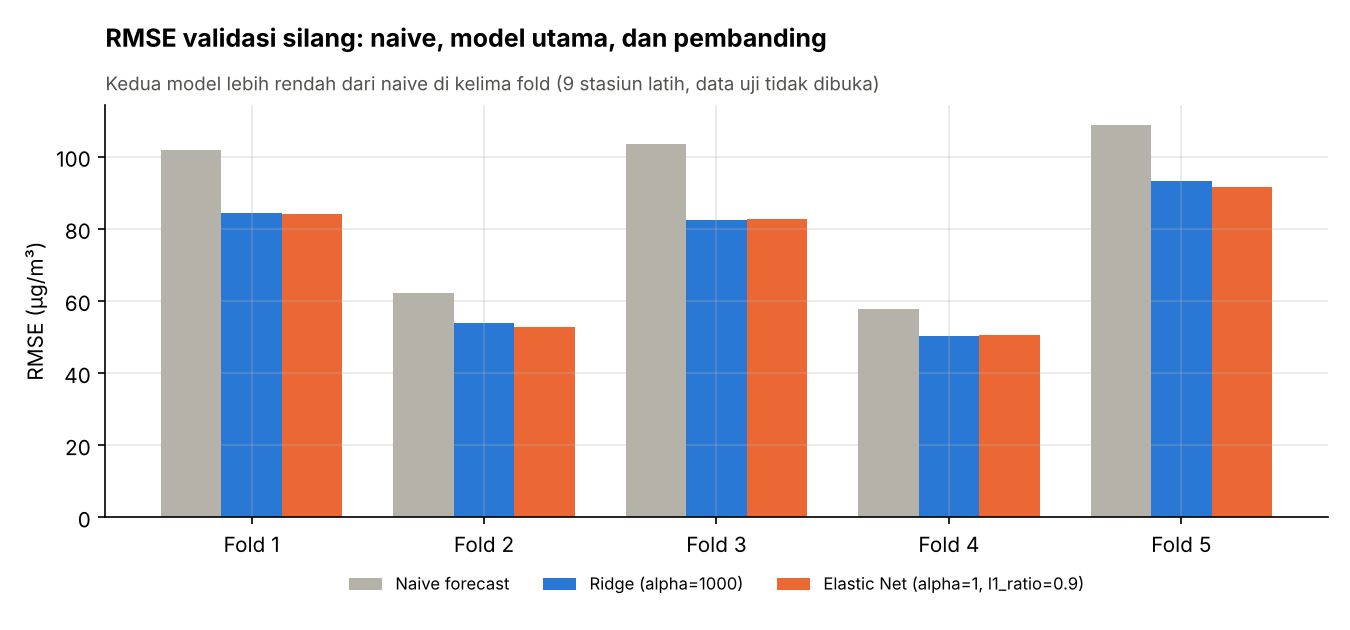 RMSE validasi silang: naive, model utama, dan pembanding
Kedua model lebih rendah dari naive di kelima fold (9 stasiun latih, data uji tidak dibuka)
RMSE (µg/m³)
100
80
60
40
20
0
Fold 1 Fold 2 Fold 3 Fold 4 Fold 5
Naive forecast Ridge (alpha=1000) Elastic Net (alpha=1, l1_ratio=0.9)